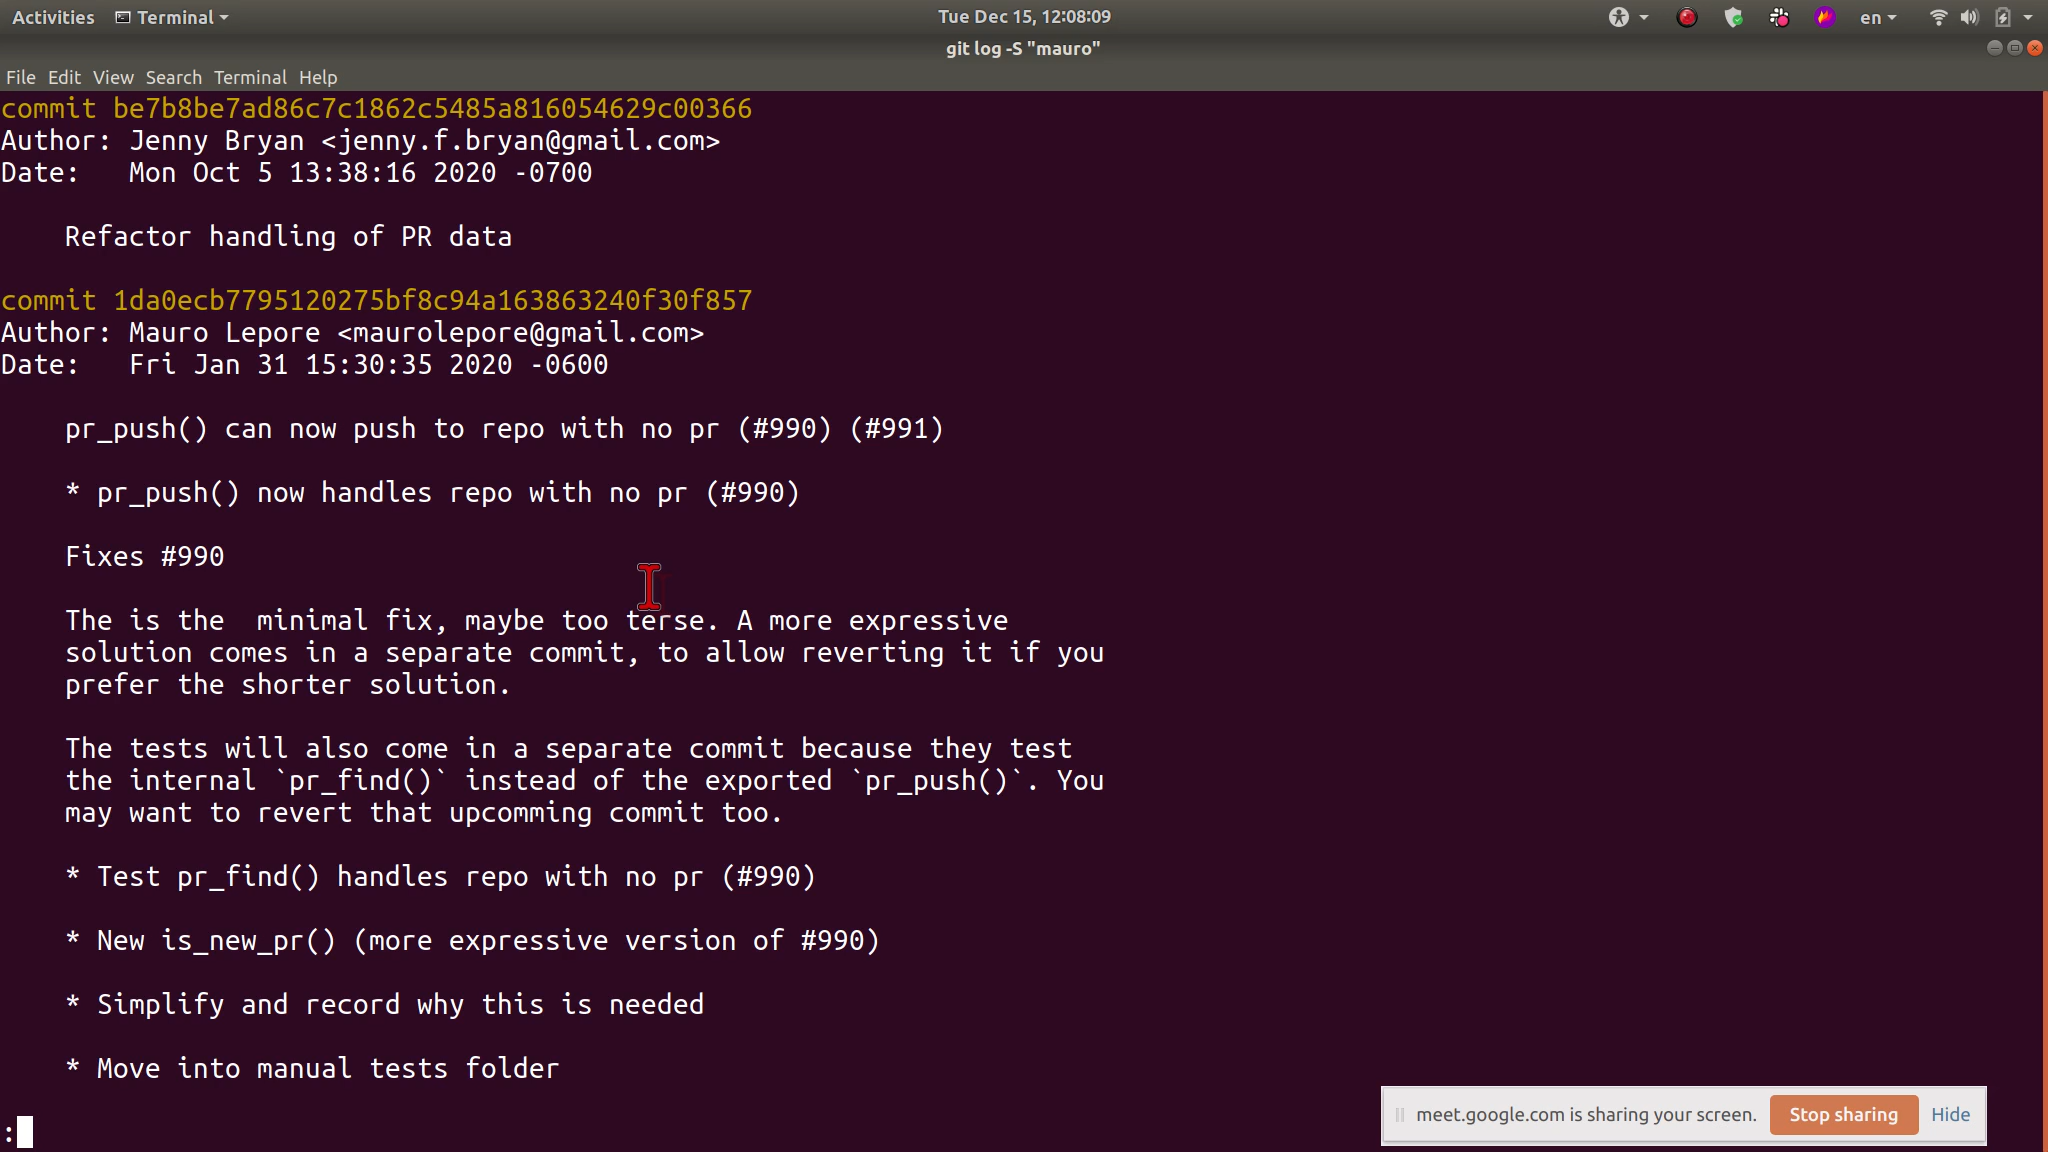 Activities Terminal Tue Dec 15, 12:08:09 en
git log -S "mauro"
File Edit View Search Terminal Help
commit be7b8be7ad86c7c1862c5485a816054629c00366
Author: Jenny Bryan <jenny.f.bryan@gmail.com>
Date:   Mon Oct 5 13:38:16 2020 -0700
Refactor handling of PR data
commit 1da0ecb7795120275bf8c94a163863240f30f857
Author: Mauro Lepore <maurolepore@gmail.com>
Date:   Fri Jan 31 15:30:35 2020 -0600
pr_push() can now push to repo with no pr (#990) (#991)
* pr_push() now handles repo with no pr (#990)
Fixes #990
The is the  minimal fix, maybe too terse. A more expressive
solution comes in a separate commit, to allow reverting it if you
prefer the shorter solution.
The tests will also come in a separate commit because they test
the internal `pr_find()` instead of the exported `pr_push()`. You
may want to revert that upcomming commit too.
* Test pr_find() handles repo with no pr (#990)
* New is_new_pr() (more expressive version of #990)
* Simplify and record why this is needed
* Move into manual tests folder
meet.google.com is sharing your screen. Stop sharing Hide
: